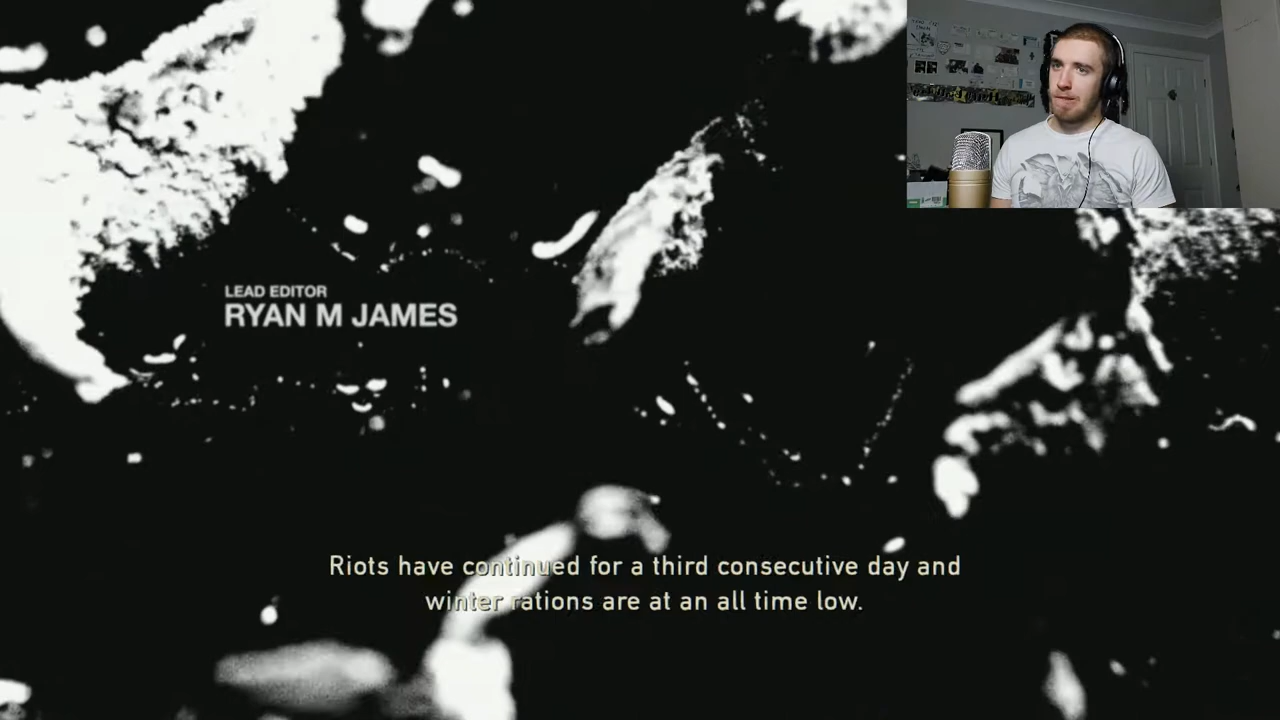 LEAD EDITOR
RYAN M JAMES
Riots have continued for a third consecutive day and
winter rations are at an all time low.